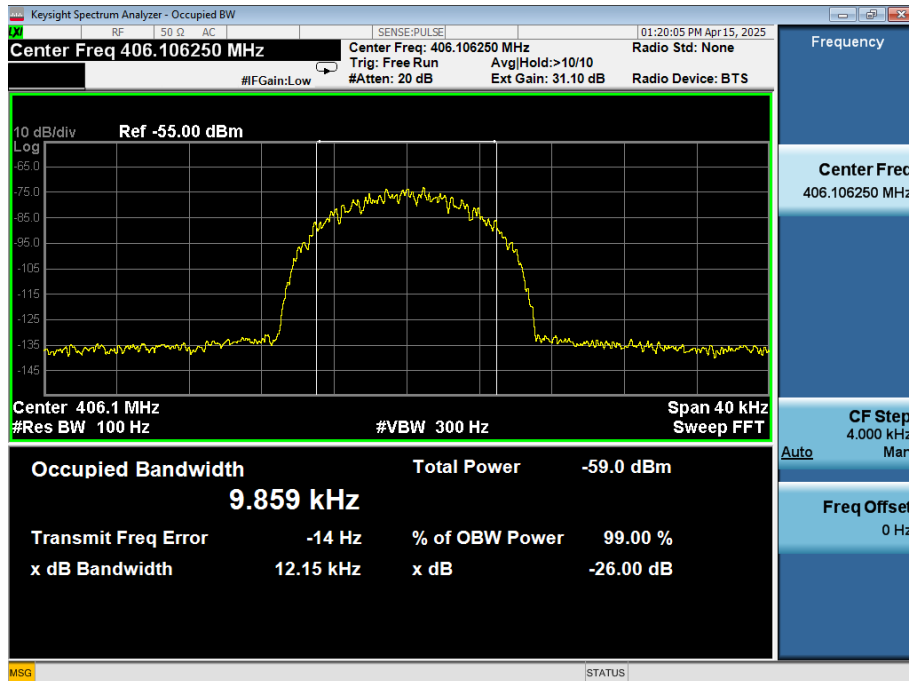 Keysight Spectrum Analyzer - Occupied BW
LXI RF 50 Ω AC SENSE:PULSE 01:20:05 PM Apr 15, 2025
Center Freq 406.106250 MHz
#IFGain:Low
Center Freq: 406.106250 MHz
Trig: Free Run Avg|Hold:>10/10
#Atten: 20 dB Ext Gain: 31.10 dB
Radio Std: None
Radio Device: BTS
10 dB/div Ref -55.00 dBm
Log
-65.0
-75.0
-85.0
-95.0
-105
-115
-125
-135
-145
Center 406.1 MHz Span 40 kHz
#Res BW 100 Hz #VBW 300 Hz Sweep FFT
Occupied Bandwidth Total Power -59.0 dBm
9.859 kHz
Transmit Freq Error -14 Hz % of OBW Power 99.00 %
x dB Bandwidth 12.15 kHz x dB -26.00 dB
Frequency
Center Freq
406.106250 MHz
CF Step
4.000 kHz
Auto Man
Freq Offset
0 Hz
MSG STATUS